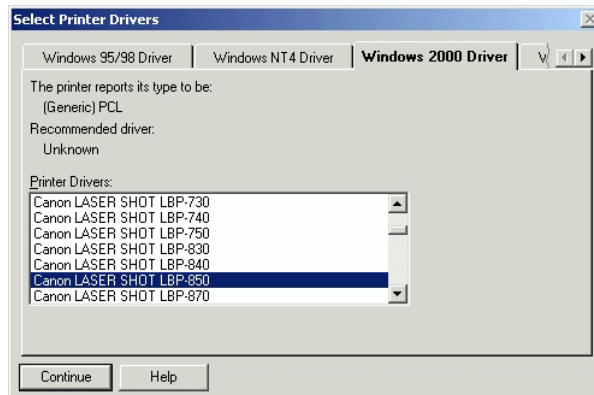 Select Printer Drivers
Windows 95/98 Driver Windows NT4 Driver Windows 2000 Driver
The printer reports its type to be:
(Generic) PCL
Recommended driver:
Unknown
Printer Drivers:
Canon LASER SHOT LBP-730
Canon LASER SHOT LBP-740
Canon LASER SHOT LBP-750
Canon LASER SHOT LBP-830
Canon LASER SHOT LBP-840
Canon LASER SHOT LBP-850
Canon LASER SHOT LBP-870
Continue Help